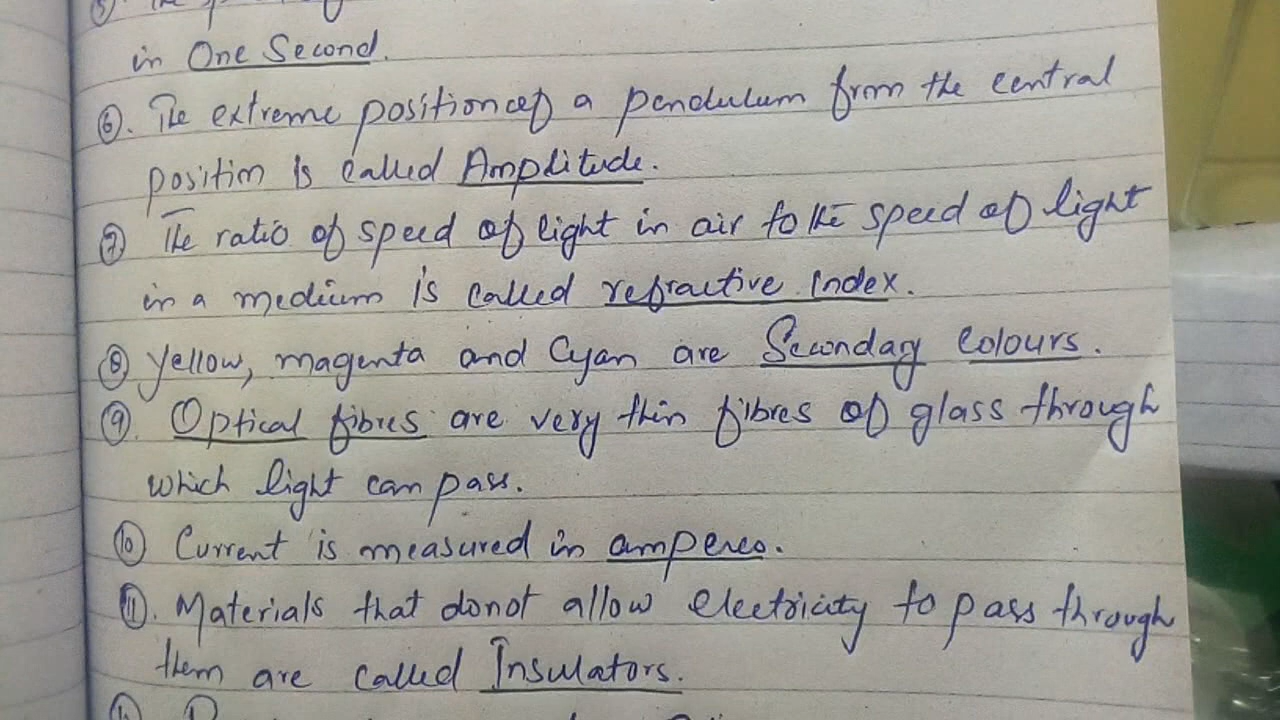 in One Second.
⑥. The extreme position of a pendulum from the central
position is called Amplitude.
⑦ The ratio of speed of light in air to the speed of light
in a medium is called refractive Index.
⑧ Yellow, magenta and Cyan are Secondary Colours.
⑨. Optical fibres are very thin fibres of glass through
which light can pass.
⑩ Current is measured in amperes.
⑪. Materials that donot allow electricity to pass through
them are called Insulators.